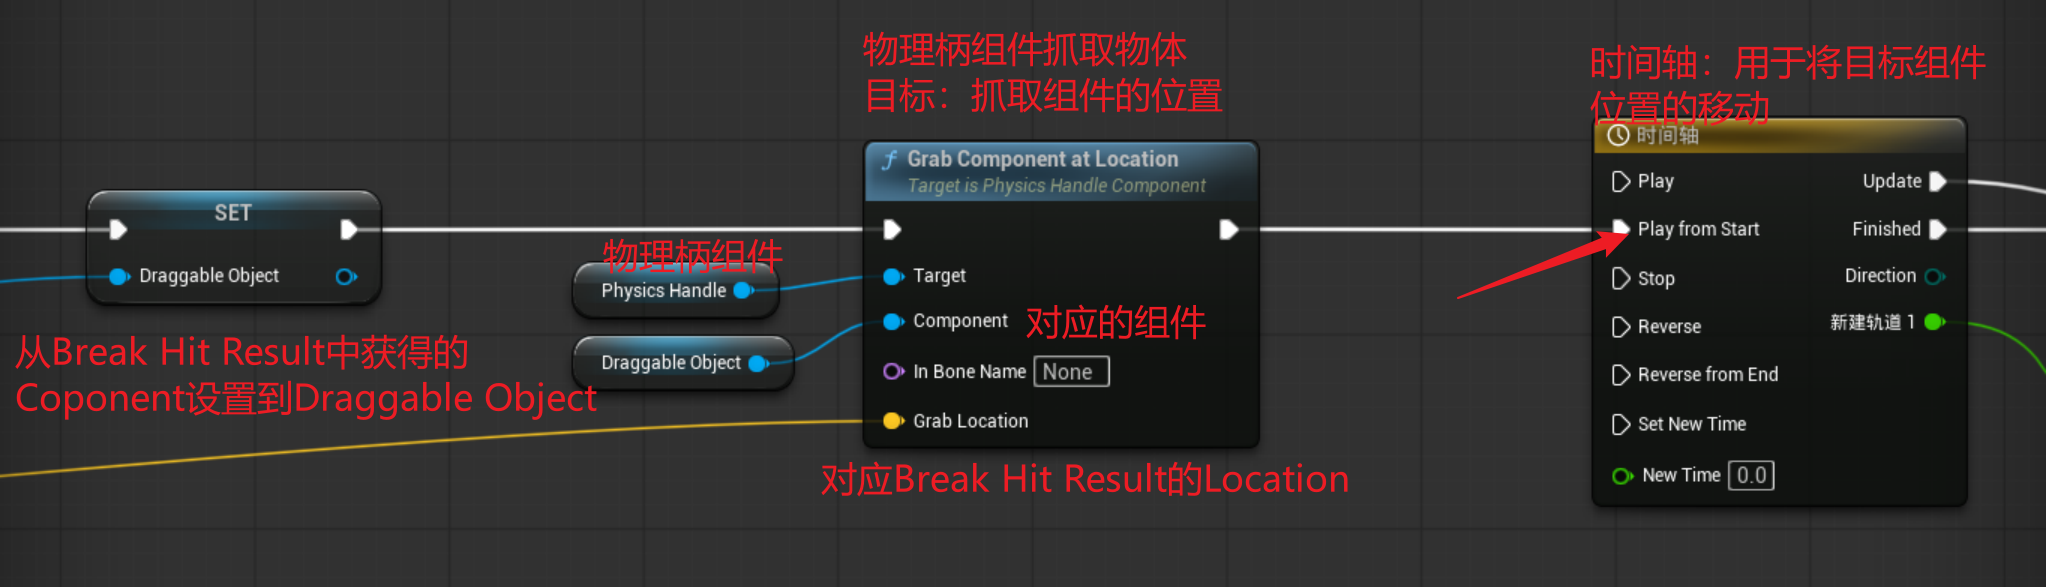 物理柄组件抓取物体
目标：抓取组件的位置
时间轴：用于将目标组件
位置的移动
时间轴
Play
Update
Play from Start
Finished
Stop
Direction
Reverse
新建轨道 1
Reverse from End
Set New Time
New Time 0.0
Grab Component at Location
Target is Physics Handle Component
Target
Component
对应的组件
In Bone Name None
Grab Location
对应Break Hit Result的Location
SET
Draggable Object
从Break Hit Result中获得的
Coponent设置到Draggable Object
物理柄组件
Physics Handle
Draggable Object